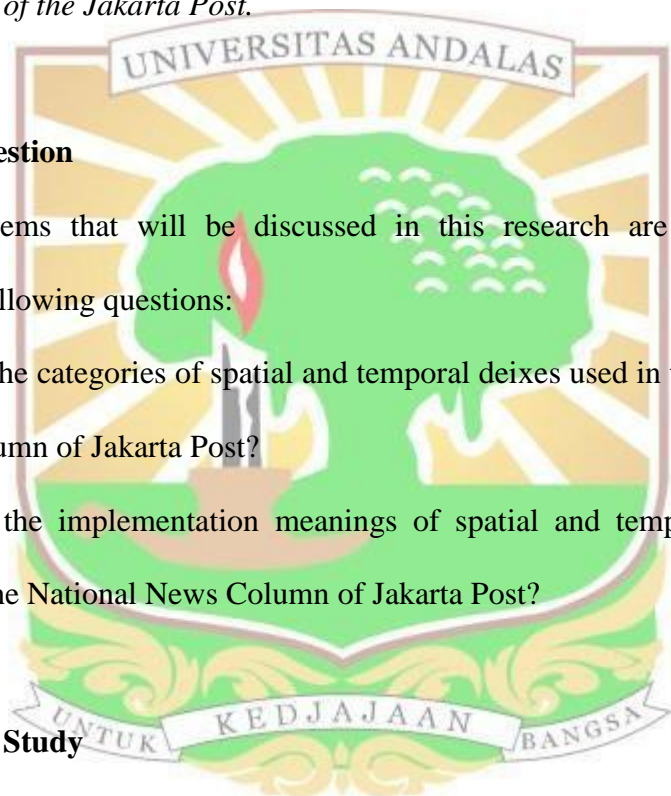 of the Jakarta Post.
UNIVERSITAS ANDALAS
estion
ems that will be discussed in this research are
llowing questions:
he categories of spatial and temporal deixes used in
umn of Jakarta Post?
the implementation meanings of spatial and temp
he National News Column of Jakarta Post?
UNTUK KEDJAJAAN BANGSA
Study